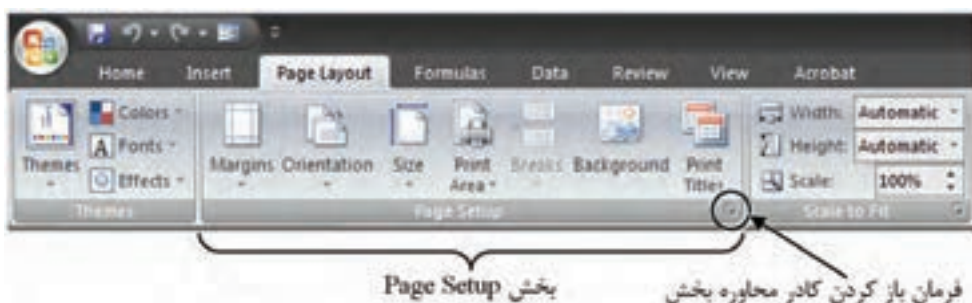 Home Insert Page Layout Formulas Data Review View Acrobat
Colors
Fonts
Effects
Themes
Margins Orientation Size Print Area Breaks Background Print Titles
Width: Automatic
Height: Automatic
Scale: 100%
Themes Page Setup Scale to Fit
بخش Page Setup
فرمان باز کردن کادر محاوره بخش